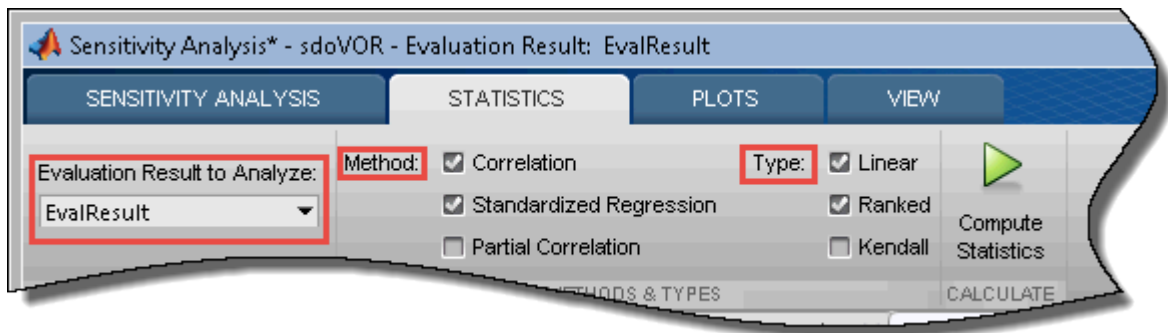 Sensitivity Analysis* - sdoVOR - Evaluation Result: EvalResult
SENSITIVITY ANALYSIS
STATISTICS
PLOTS
VIEW
Evaluation Result to Analyze:
EvalResult
Method:
Correlation
Standardized Regression
Partial Correlation
Type:
Linear
Ranked
Kendall
Compute
Statistics
& TYPES
CALCULATE